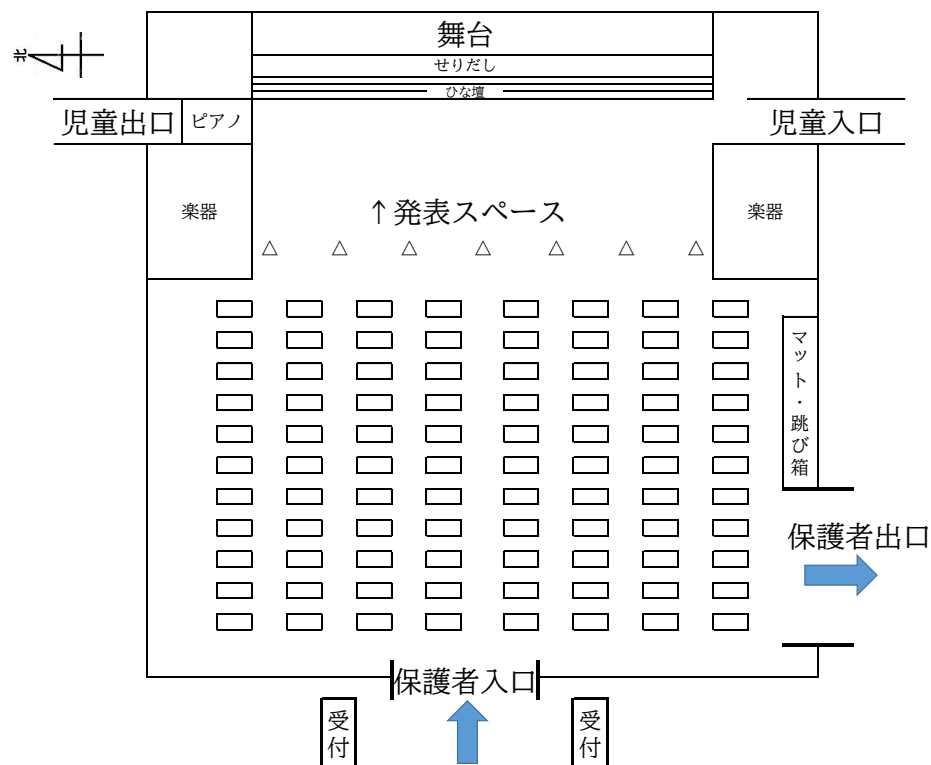 舞台
せりだし
北
ひな壇
児童出口
ピアノ
児童入口
楽器
↑発表スペース
楽器
マット・跳び箱
保護者出口
保護者入口
受付
受付